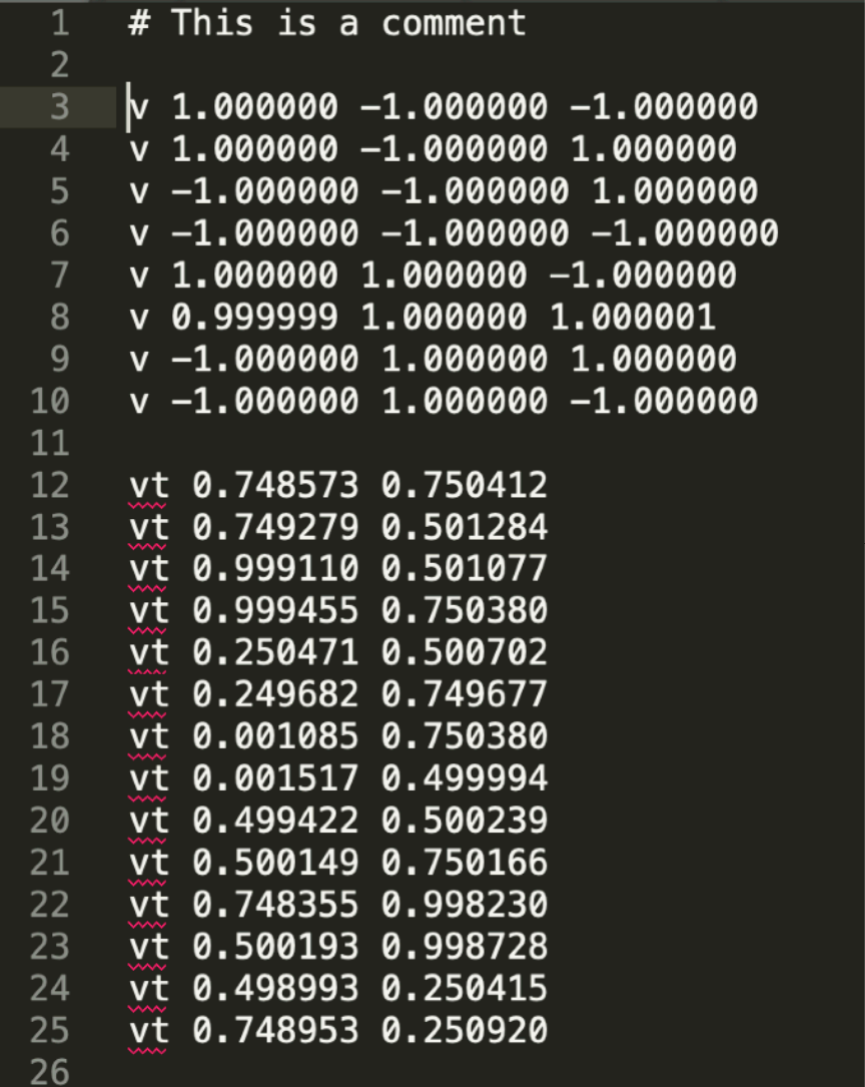 1 # This is a comment
2
3 v 1.000000 -1.000000 -1.000000
4 v 1.000000 -1.000000 1.000000
5 v -1.000000 -1.000000 1.000000
6 v -1.000000 -1.000000 -1.000000
7 v 1.000000 1.000000 -1.000000
8 v 0.999999 1.000000 1.000001
9 v -1.000000 1.000000 1.000000
10 v -1.000000 1.000000 -1.000000
11
12 vt 0.748573 0.750412
13 vt 0.749279 0.501284
14 vt 0.999110 0.501077
15 vt 0.999455 0.750380
16 vt 0.250471 0.500702
17 vt 0.249682 0.749677
18 vt 0.001085 0.750380
19 vt 0.001517 0.499994
20 vt 0.499422 0.500239
21 vt 0.500149 0.750166
22 vt 0.748355 0.998230
23 vt 0.500193 0.998728
24 vt 0.498993 0.250415
25 vt 0.748953 0.250920
26